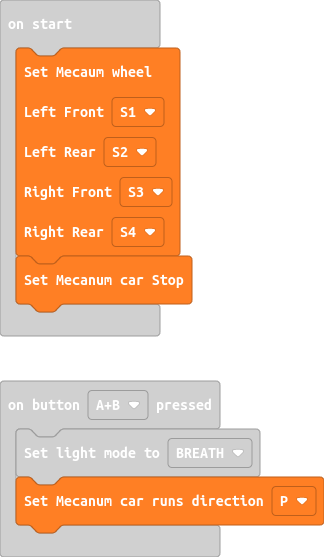 on start
Set Mecaum wheel
Left Front S1
Left Rear S2
Right Front S3
Right Rear S4
Set Mecanum car Stop
on button A+B pressed
Set light mode to BREATH
Set Mecanum car runs direction P